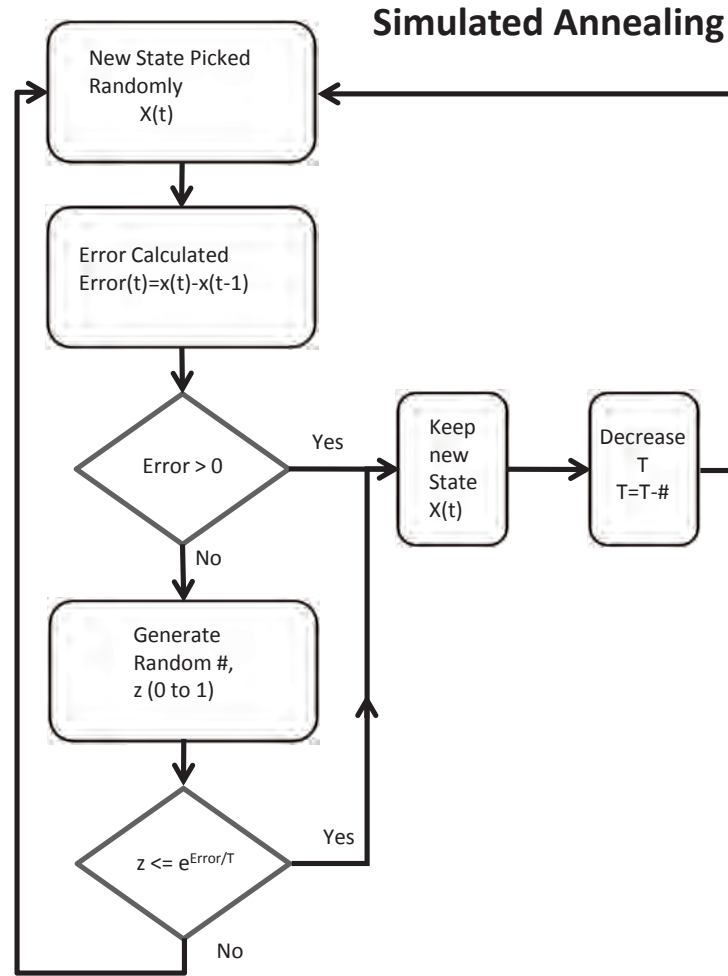 Simulated Annealing
New State Picked
Randomly
X(t)
Error Calculated
Error(t)=x(t)-x(t-1)
Error > 0
Yes
No
Keep
new
State
X(t)
Decrease
T
T=T-#
Generate
Random #,
z (0 to 1)
z <= e^Error/T
Yes
No